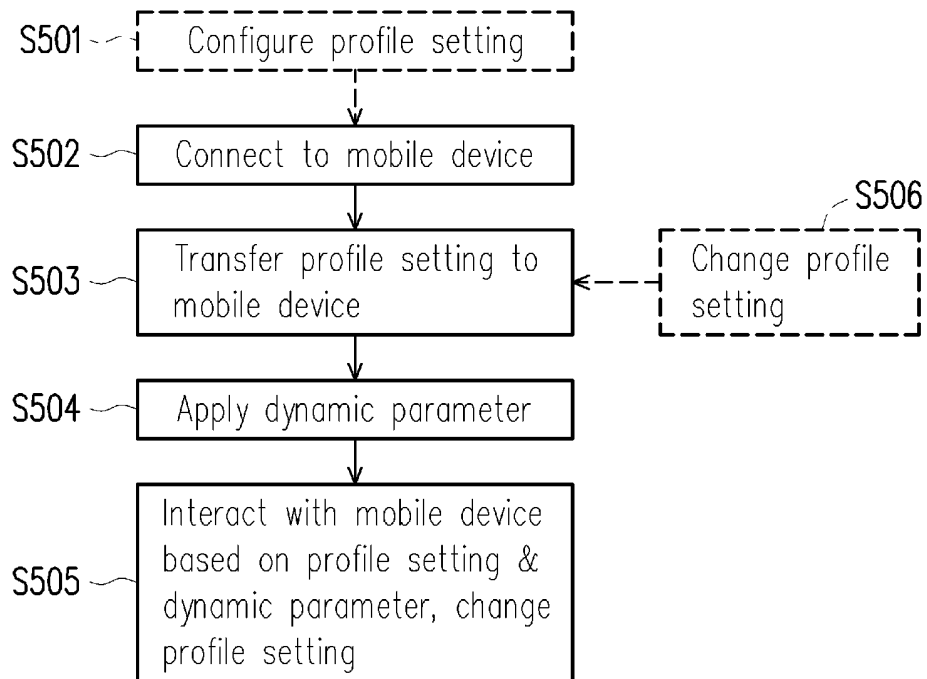 S501
Configure profile setting
S502
Connect to mobile device
S506
S503
Transfer profile setting to
mobile device
Change profile
setting
S504
Apply dynamic parameter
S505
Interact with mobile device
based on profile setting &
dynamic parameter, change
profile setting